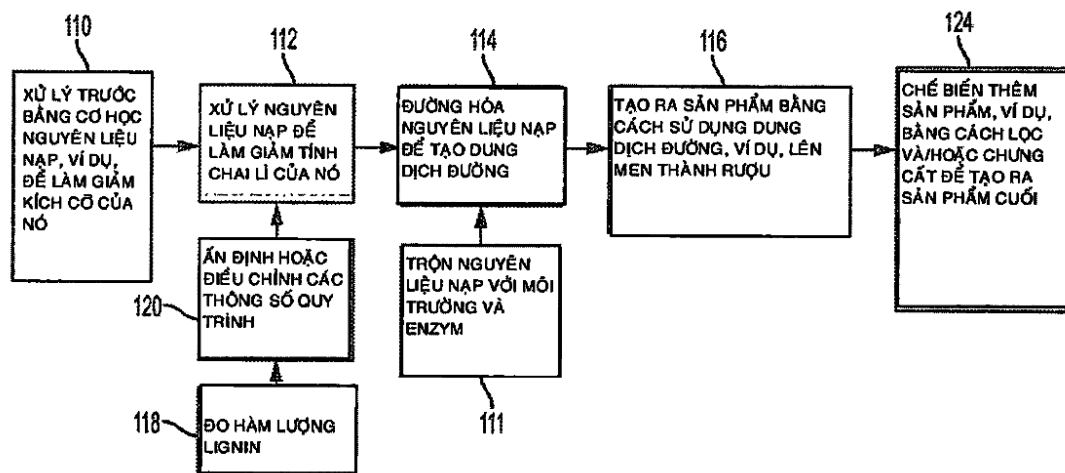 110
XỬ LÝ TRƯỚC
BẰNG CƠ HỌC
NGUYÊN LIỆU
NẠP, VÍ DỤ,
ĐỂ LÀM GIẢM
KÍCH CỠ CỦA
NÓ
112
XỬ LÝ NGUYÊN
LIỆU NẠP ĐỂ
LÀM GIẢM TÍNH
CHAI LÌ CỦA NÓ
114
ĐƯỜNG HÓA
NGUYÊN LIỆU NẠP
ĐỂ TẠO DUNG
DỊCH ĐƯỜNG
116
TẠO RA SẢN PHẨM BẰNG
CÁCH SỬ DỤNG DUNG
DỊCH ĐƯỜNG, VÍ DỤ, LÊN
MEN THÀNH RƯỢU
124
CHẾ BIẾN THÊM
SẢN PHẨM, VÍ DỤ,
BẰNG CÁCH LỌC
VÀ/HOẶC CHƯNG
CẤT ĐỂ TẠO RA
SẢN PHẨM CUỐI
120
ẤN ĐỊNH HOẶC
ĐIỀU CHỈNH CÁC
THÔNG SỐ QUY
TRÌNH
TRỘN NGUYÊN
LIỆU NẠP VỚI MÔI
TRƯỜNG VÀ
ENZYM
111
118
ĐO HÀM LƯỢNG
LIGNIN